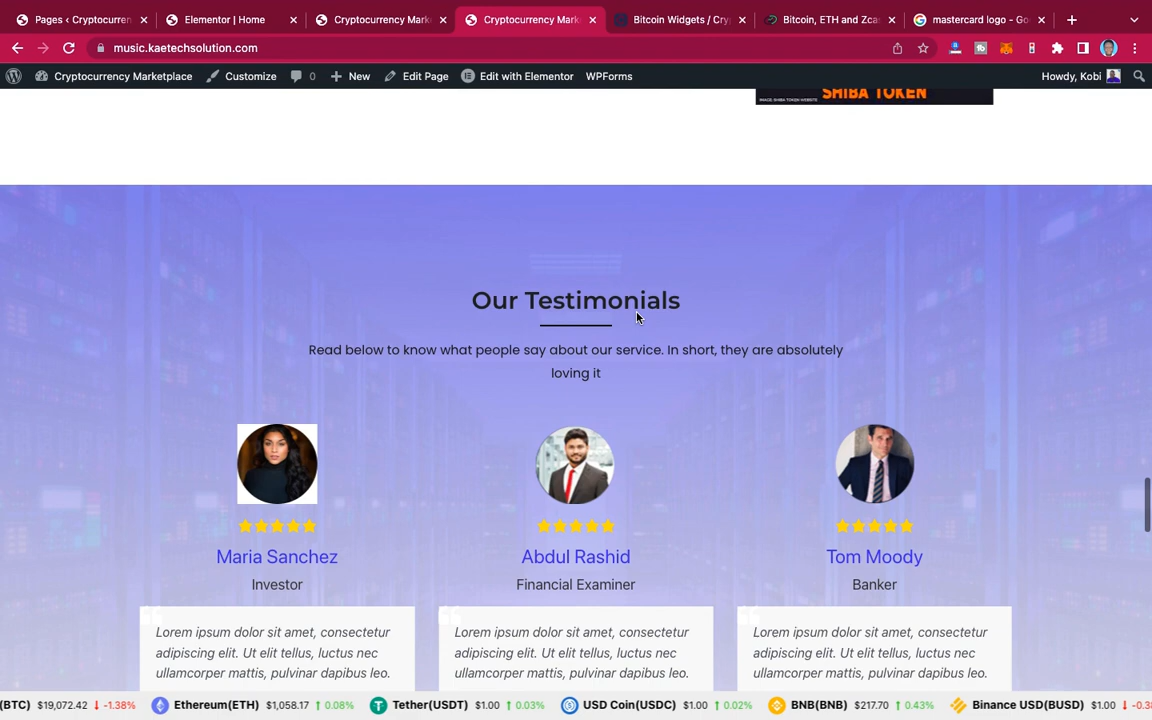 Pages ‹ Cryptocurren
Elementor | Home
Cryptocurrency Mark
Cryptocurrency Mark
Bitcoin Widgets / Cry
Bitcoin, ETH and Zca
mastercard logo - Go
music.kaetechsolution.com
Cryptocurrency Marketplace
Customize
0
New
Edit Page
Edit with Elementor
WPForms
Howdy, Kobi
SHIBA TOKEN
Our Testimonials
Read below to know what people say about our service. In short, they are absolutely
loving it
Maria Sanchez
Abdul Rashid
Tom Moody
Investor
Financial Examiner
Banker
Lorem ipsum dolor sit amet, consectetur
adipiscing elit. Ut elit tellus, luctus nec
ullamcorper mattis, pulvinar dapibus leo.
Lorem ipsum dolor sit amet, consectetur
adipiscing elit. Ut elit tellus, luctus nec
ullamcorper mattis, pulvinar dapibus leo.
Lorem ipsum dolor sit amet, consectetur
adipiscing elit. Ut elit tellus, luctus nec
ullamcorper mattis, pulvinar dapibus leo.
(BTC) $19,072.42 ↓ -1.38% Ethereum(ETH) $1,058.17 ↑ 0.08% Tether(USDT) $1.00 ↑ 0.03% USD Coin(USDC) $1.00 ↑ 0.02% BNB(BNB) $217.70 ↑ 0.43% Binance USD(BUSD) $1.00 ↓ -0.3